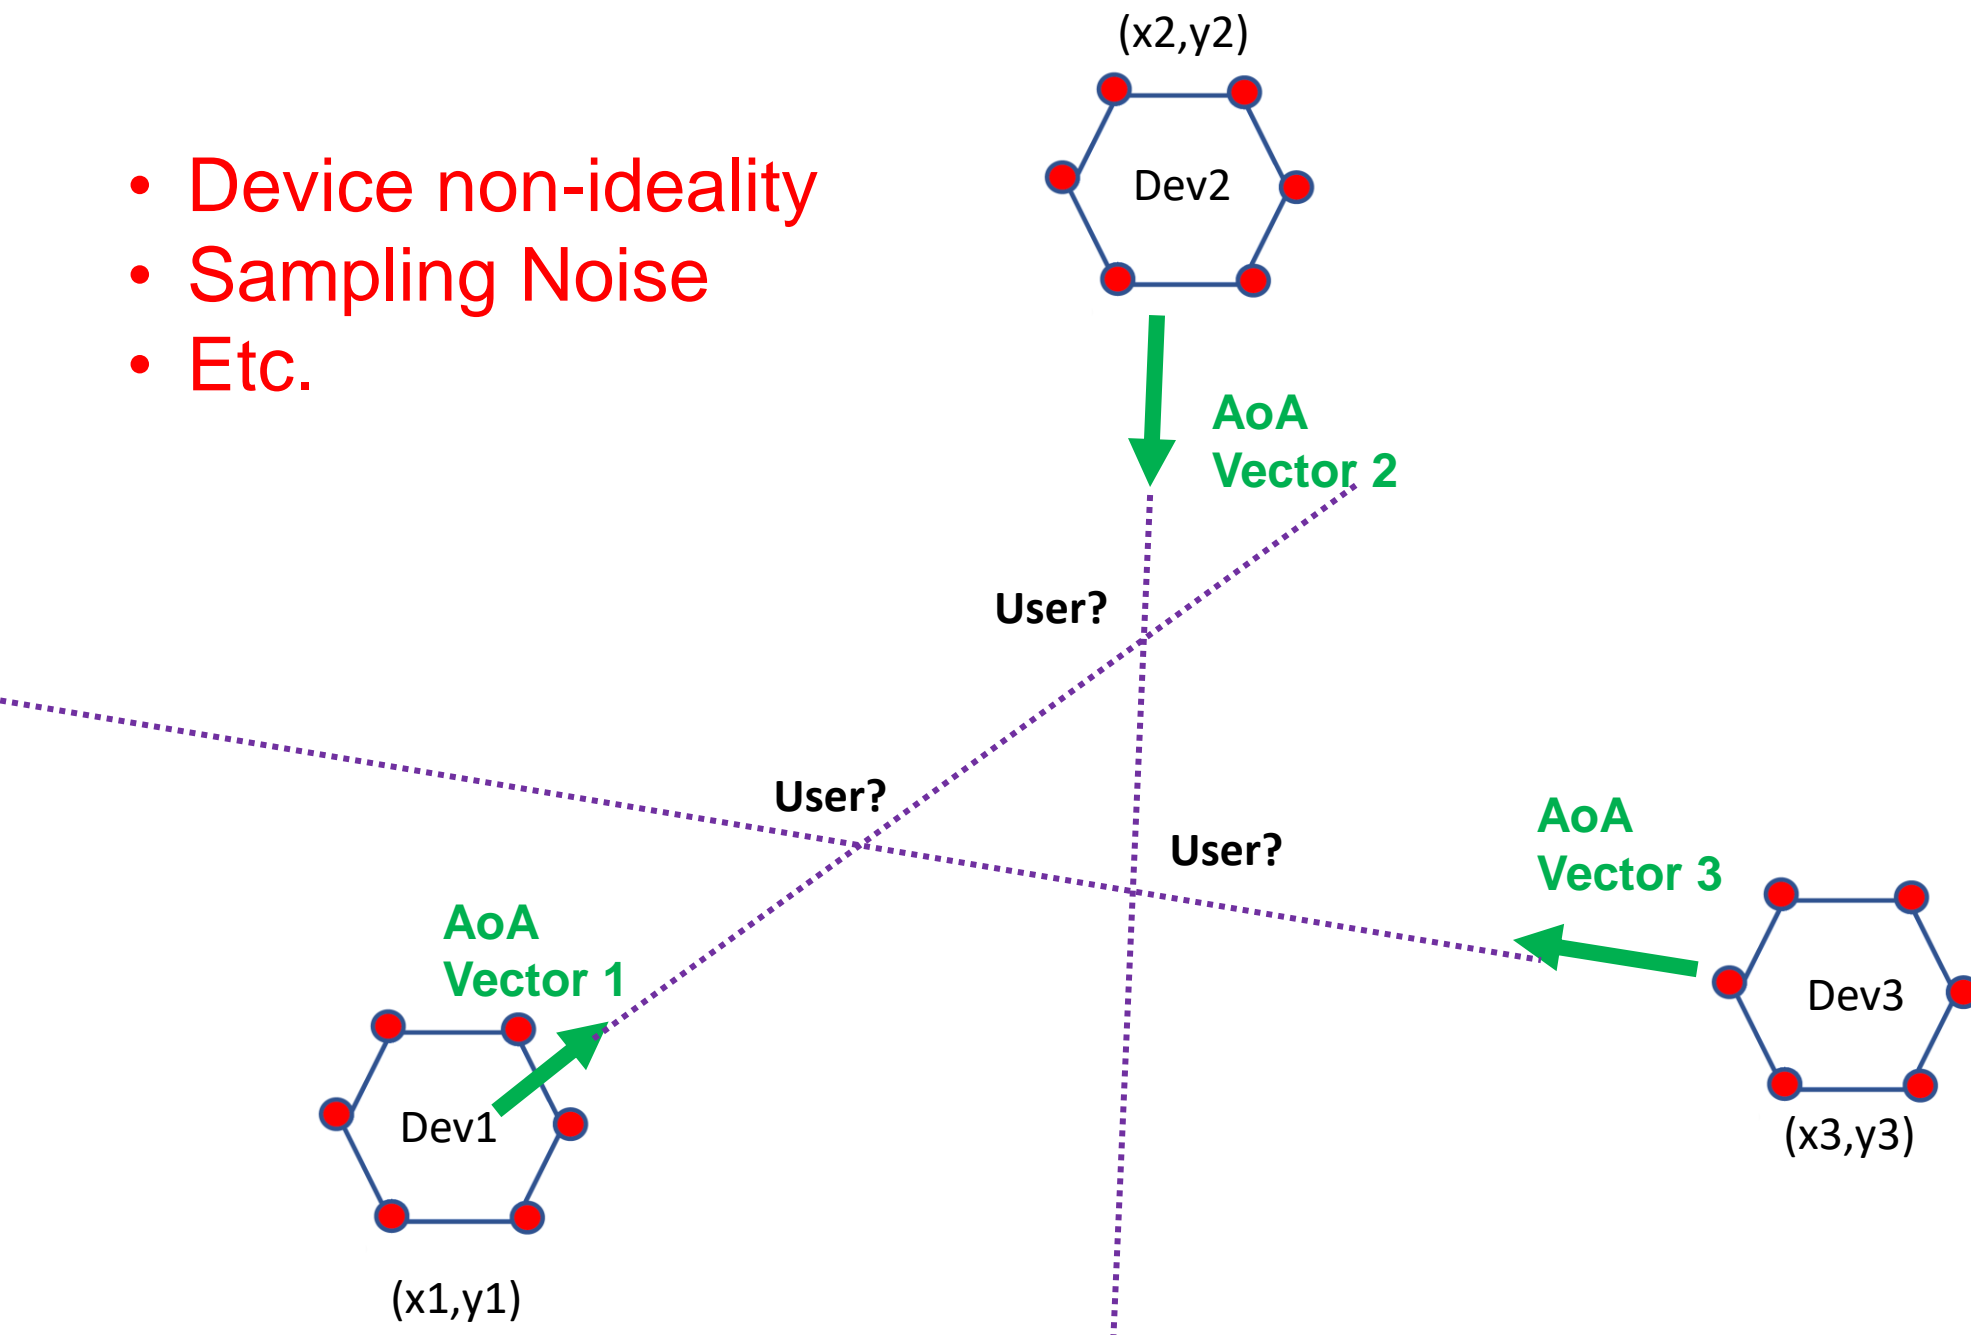 (x2,y2)
• Device non-ideality
• Sampling Noise
• Etc.
Dev2
AoA
Vector 2
User?
User?
User?
AoA
Vector 3
AoA
Vector 1
Dev3
Dev1
(x3,y3)
(x1,y1)